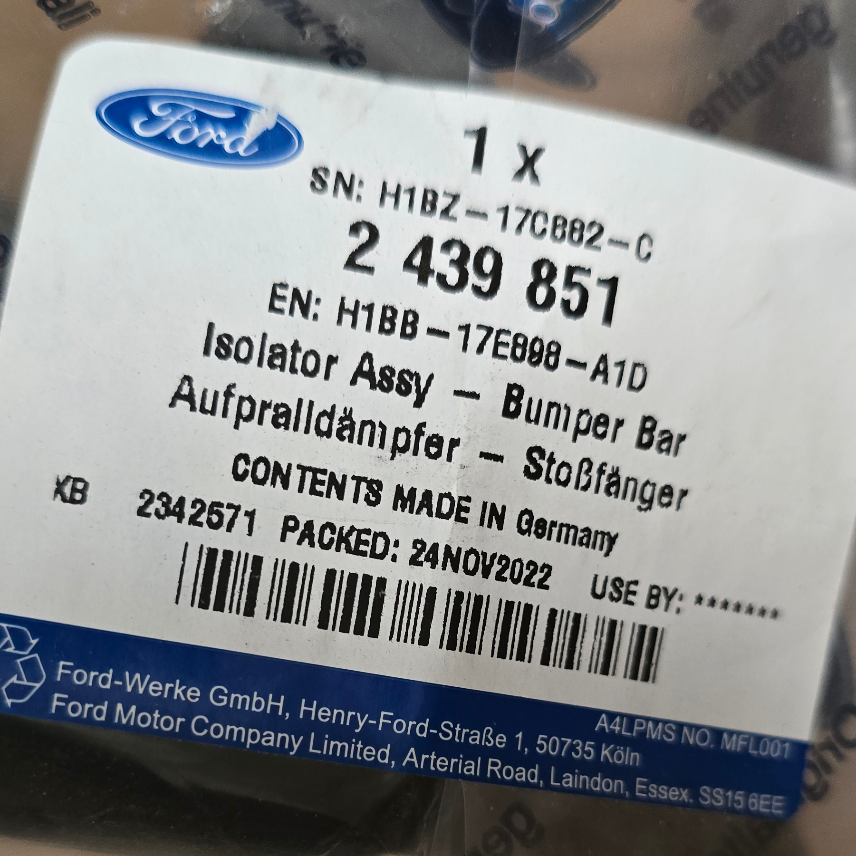 Ford
1 X
SN: H1BZ-17C882-C
2 439 851
EN: H1BB-17E898-A1D
Isolator Assy - Bumper Bar
Aufpralldämpfer - Stoßfänger
CONTENTS MADE IN Germany
KB 2342571 PACKED: 24NOV2022 USE BY: *******
A4LPMS NO. MFL001
Ford-Werke GmbH, Henry-Ford-Straße 1, 50735 Köln
Ford Motor Company Limited, Arterial Road, Laindon, Essex. SS15 6EE
genuine